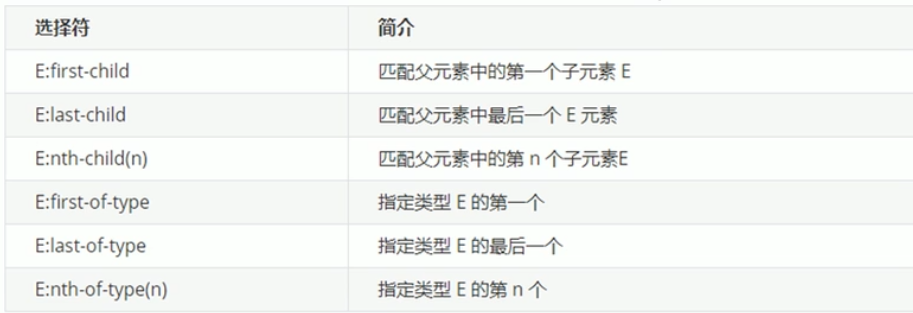 选择符 简介
E:first-child 匹配父元素中的第一个子元素 E
E:last-child 匹配父元素中最后一个 E 元素
E:nth-child(n) 匹配父元素中的第 n 个子元素E
E:first-of-type 指定类型 E 的第一个
E:last-of-type 指定类型 E 的最后一个
E:nth-of-type(n) 指定类型 E 的第 n 个